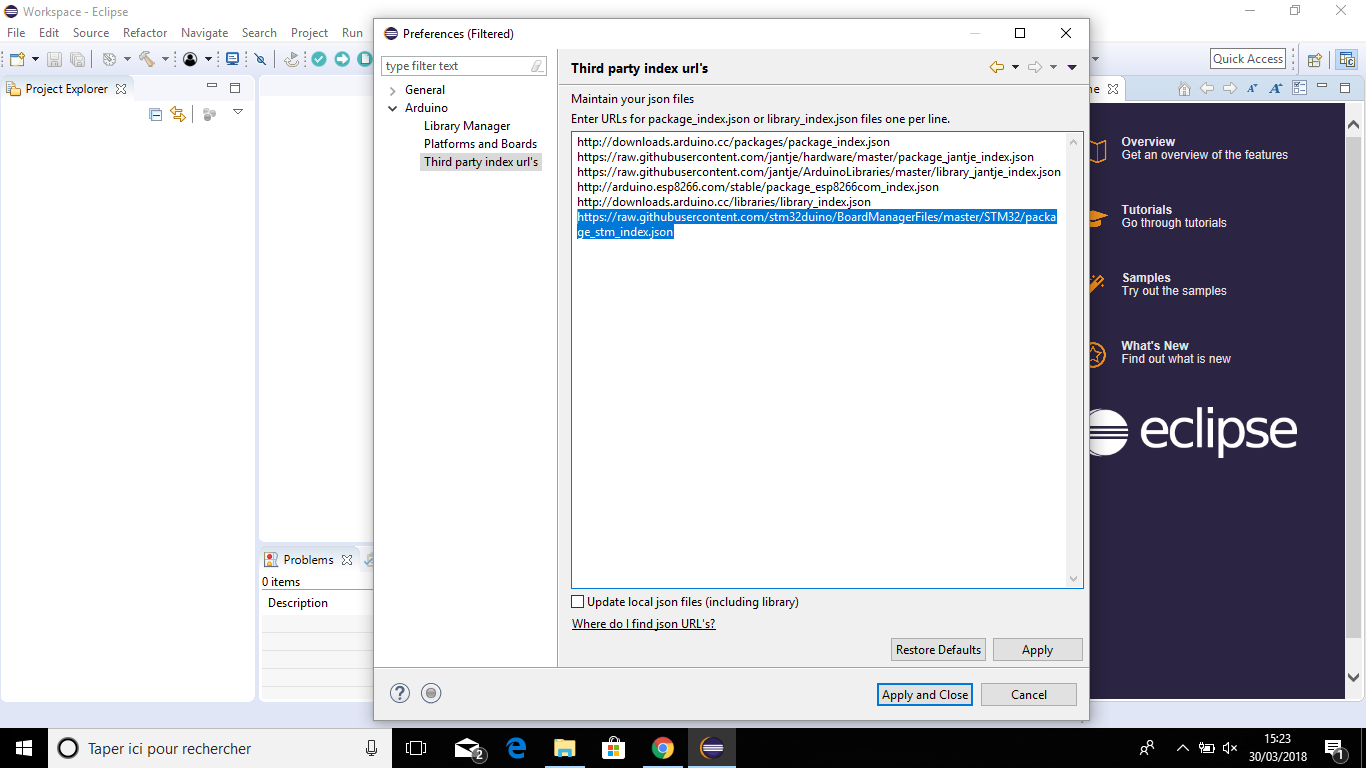 Workspace - Eclipse
File Edit Source Refactor Navigate Search Project Run
Quick Access
Project Explorer
Preferences (Filtered)
type filter text
General
Arduino
Library Manager
Platforms and Boards
Third party index url's
Third party index url's
Maintain your json files
Enter URLs for package_index.json or library_index.json files one per line.
http://downloads.arduino.cc/packages/package_index.json
https://raw.githubusercontent.com/jantje/hardware/master/package_jantje_index.json
https://raw.githubusercontent.com/jantje/ArduinoLibraries/master/library_jantje_index.json
http://arduino.esp8266.com/stable/package_esp8266com_index.json
http://downloads.arduino.cc/libraries/library_index.json
https://raw.githubusercontent.com/stm32duino/BoardManagerFiles/master/STM32/packa
ge_stm_index.json
Update local json files (including library)
Where do I find json URL's?
Restore Defaults Apply
Apply and Close Cancel
Overview
Get an overview of the features
Tutorials
Go through tutorials
Samples
Try out the samples
What's New
Find out what is new
eclipse
Problems
0 items
Description
Taper ici pour rechercher
2
15:23
30/03/2018
1